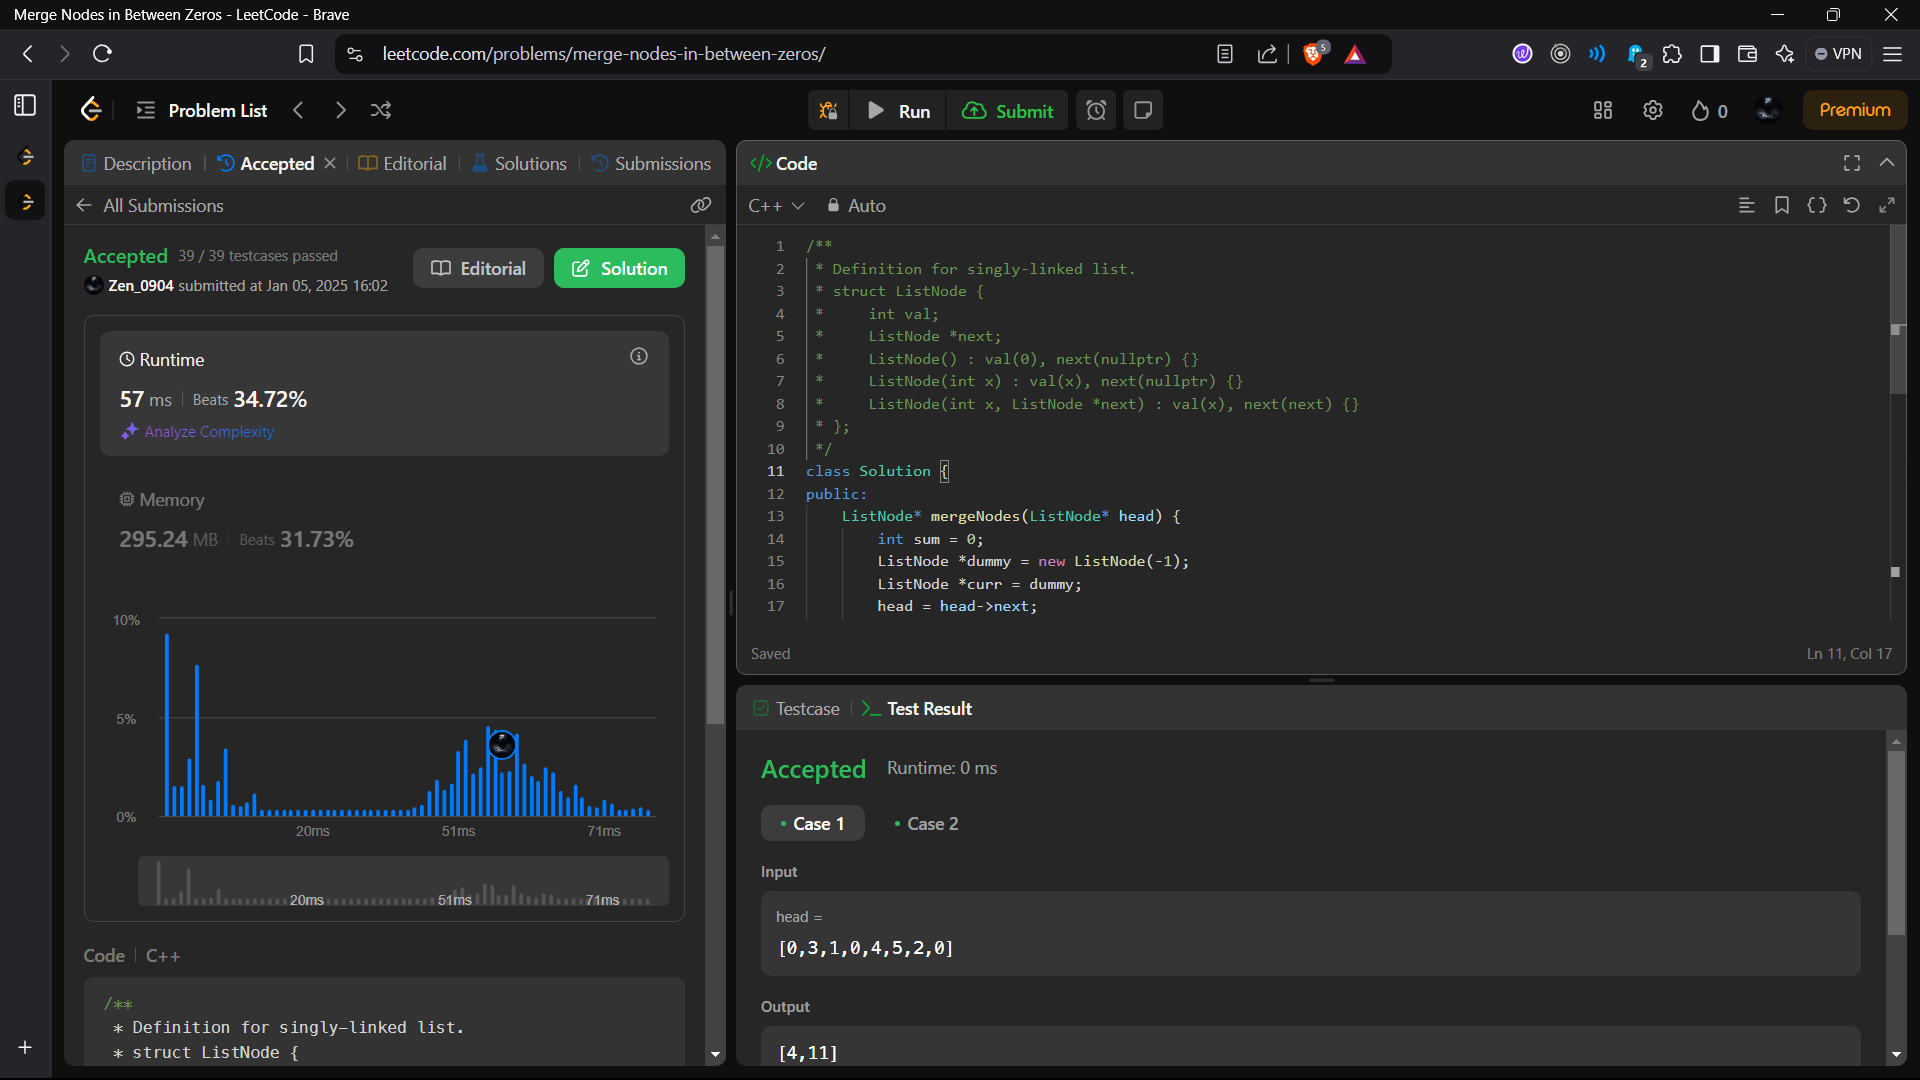 Merge Nodes in Between Zeros - LeetCode - Brave
leetcode.com/problems/merge-nodes-in-between-zeros/
5
2
VPN
Problem List
Run
Submit
0
Premium
Description
Accepted
Editorial
Solutions
Submissions
All Submissions
Accepted 39 / 39 testcases passed
Zen_0904 submitted at Jan 05, 2025 16:02
Editorial
Solution
Runtime
57 ms | Beats 34.72%
Analyze Complexity
Memory
295.24 MB | Beats 31.73%
10%
5%
0%
20ms 51ms 71ms
20ms 51ms 71ms
Code | C++
/**
* Definition for singly-linked list.
* struct ListNode {
</> Code
C++ Auto
1 /**
2 * Definition for singly-linked list.
3 * struct ListNode {
4 * int val;
5 * ListNode *next;
6 * ListNode() : val(0), next(nullptr) {}
7 * ListNode(int x) : val(x), next(nullptr) {}
8 * ListNode(int x, ListNode *next) : val(x), next(next) {}
9 * };
10 */
11 class Solution {
12 public:
13 ListNode* mergeNodes(ListNode* head) {
14 int sum = 0;
15 ListNode *dummy = new ListNode(-1);
16 ListNode *curr = dummy;
17 head = head->next;
Saved
Ln 11, Col 17
Testcase
>_ Test Result
Accepted Runtime: 0 ms
• Case 1
• Case 2
Input
head =
[0,3,1,0,4,5,2,0]
Output
[4,11]